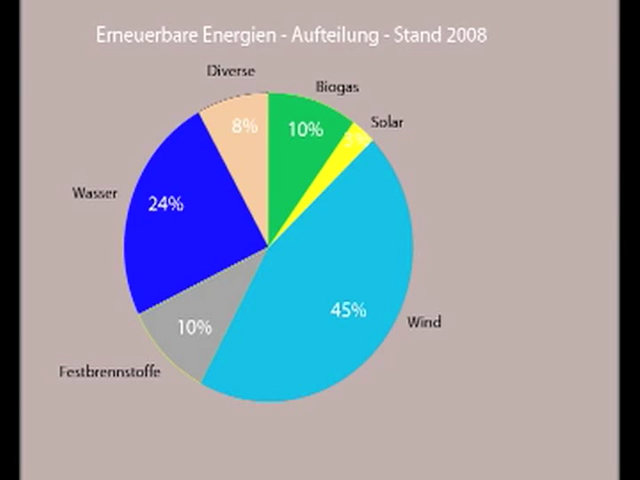 Erneuerbare Energien - Aufteilung - Stand 2008
Diverse
Biogas
Solar
8%
10%
Wasser
24%
45%
Wind
10%
Festbrennstoffe